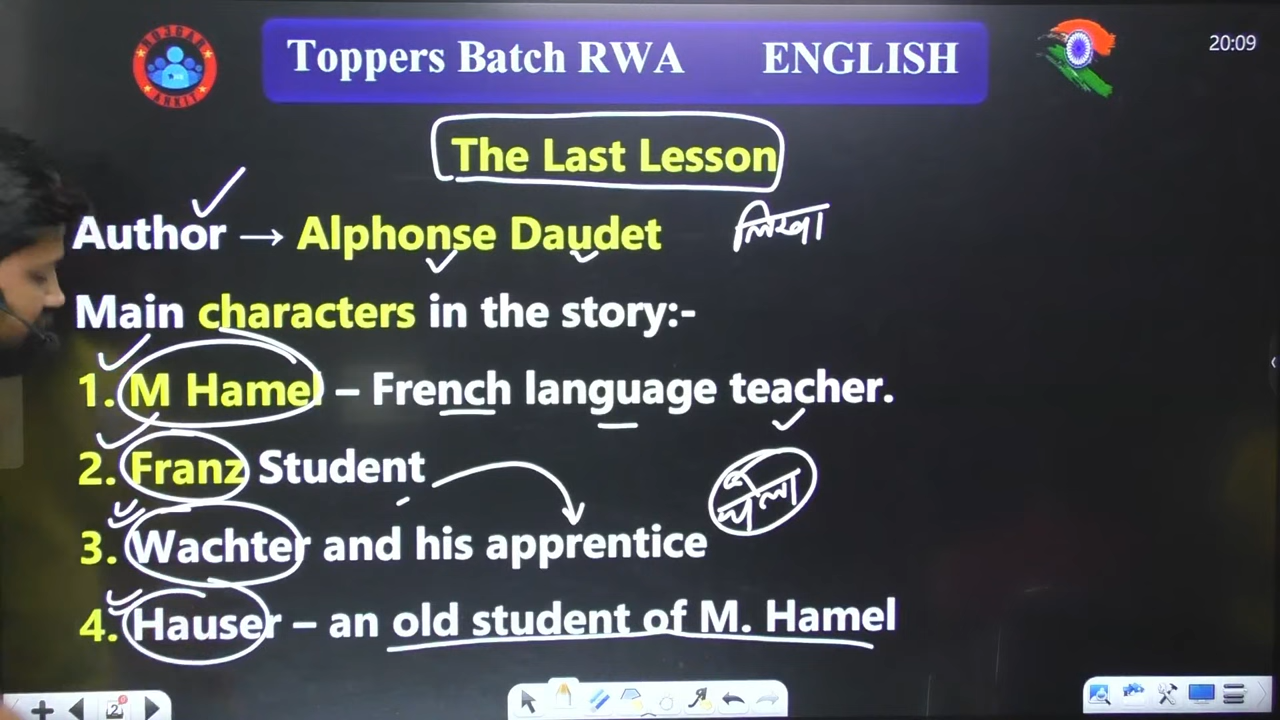 Toppers Batch RWA ENGLISH
20:09
The Last Lesson
Author → Alphonse Daudet लिखा
Main characters in the story:-
1. M Hamel – French language teacher.
2. Franz Student
चेला
3. Wachter and his apprentice
4. Hauser – an old student of M. Hamel
2